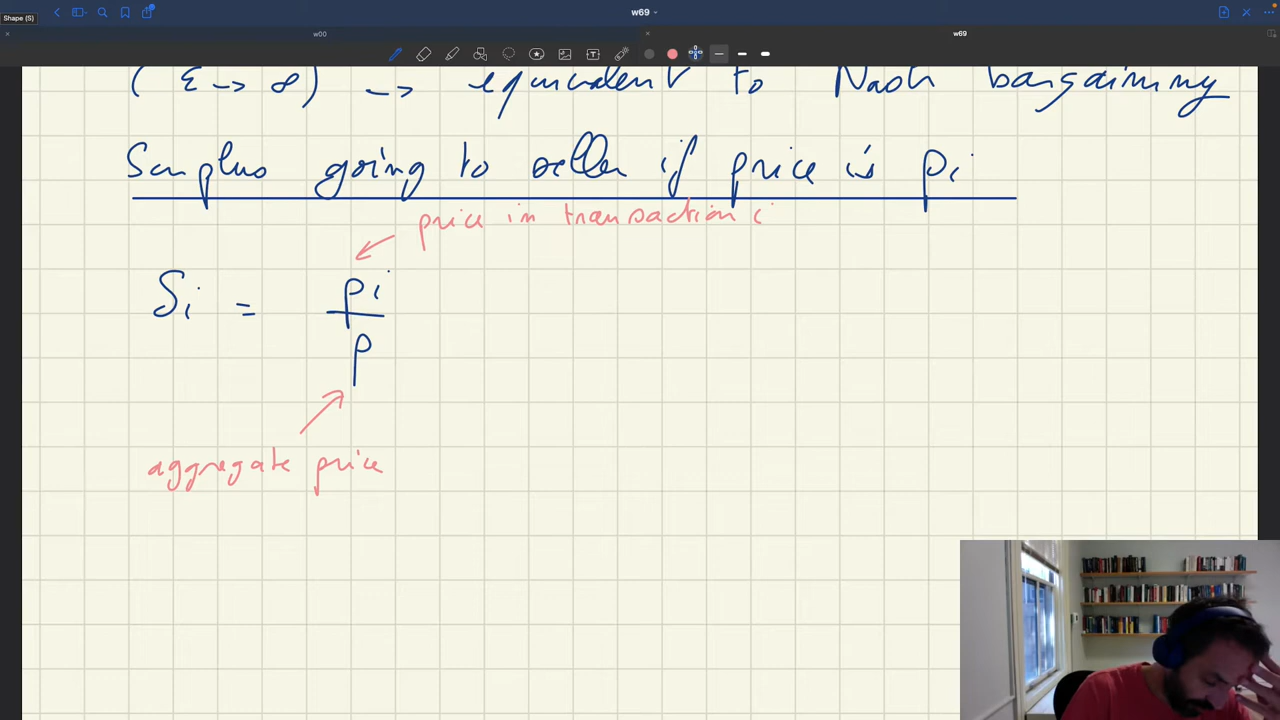 w69
Shape (S)
w00
w69
(ε → ∞) → equivalent to Nash bargaining
Surplus going to seller if price is pi
price in transaction i
Si = pi
p
aggregate price